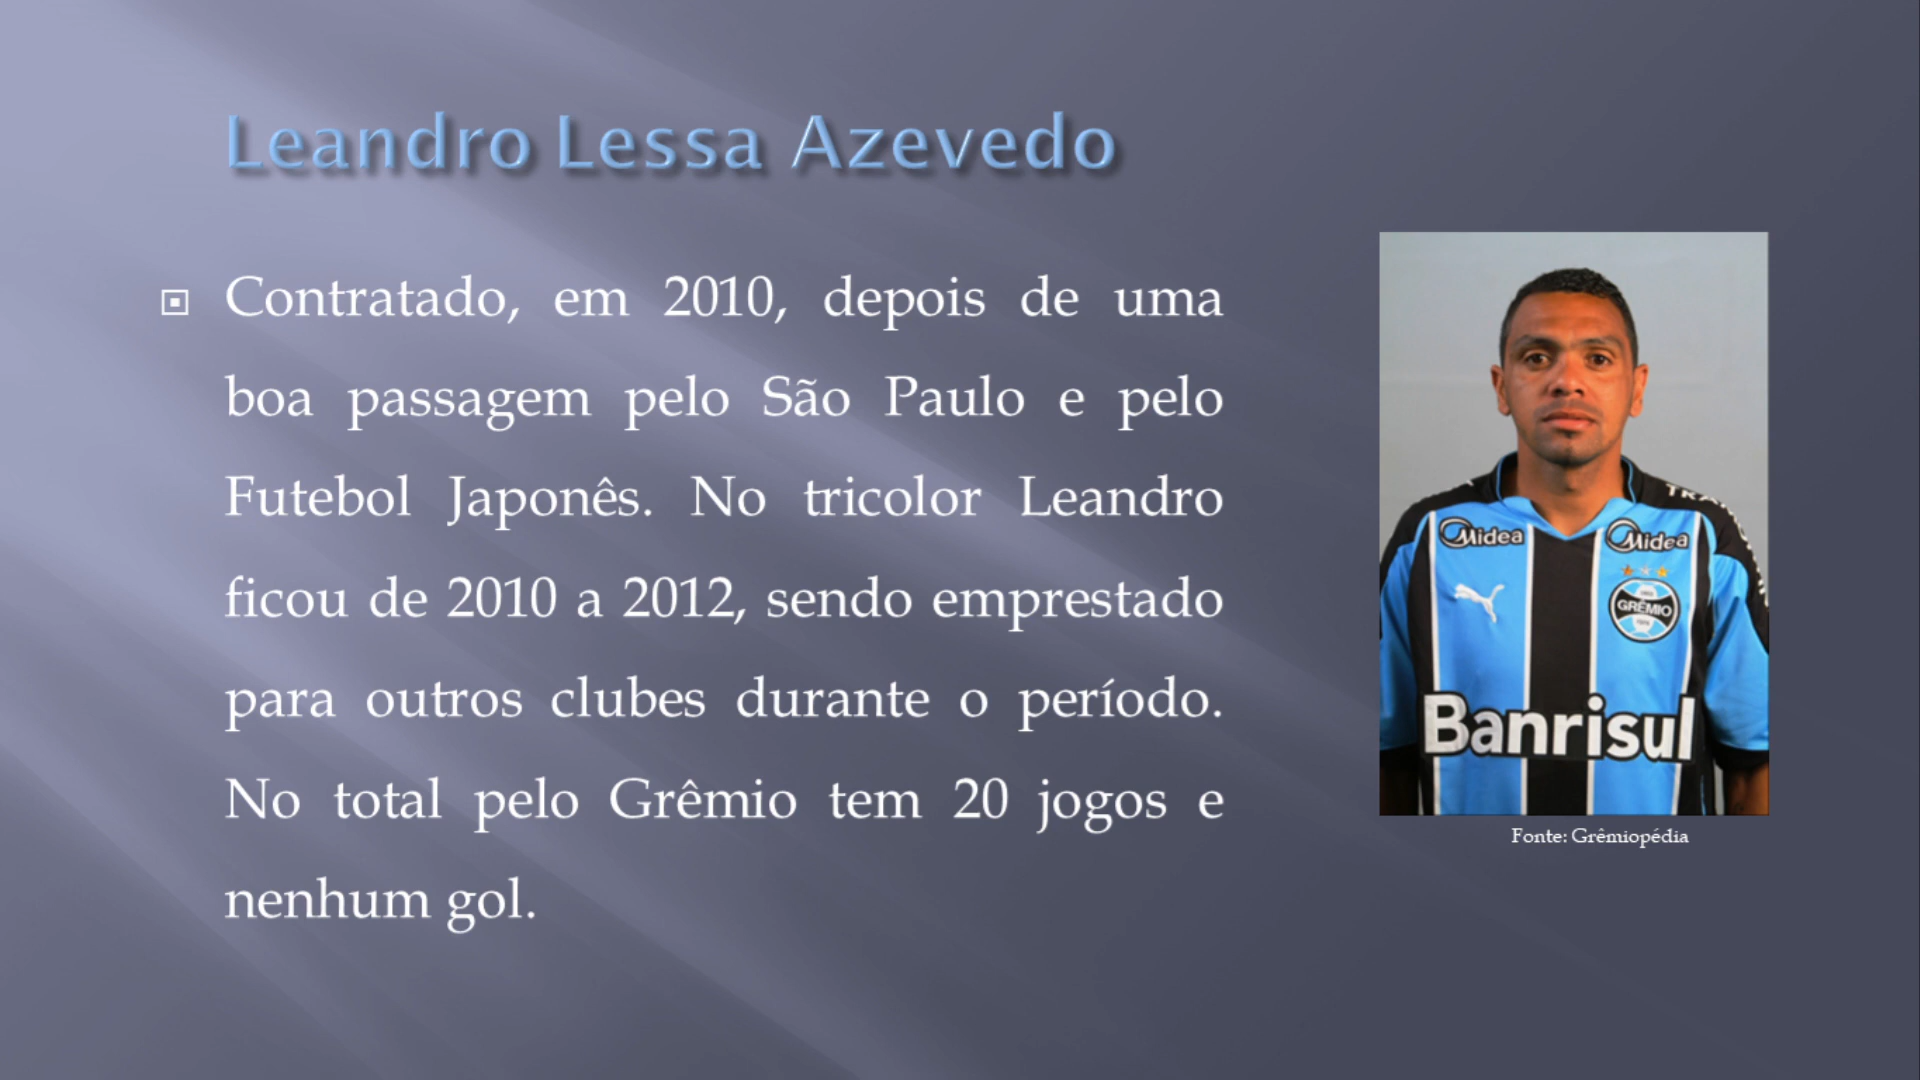 Leandro Lessa Azevedo
Contratado, em 2010, depois de uma
boa passagem pelo São Paulo e pelo
Futebol Japonês. No tricolor Leandro
ficou de 2010 a 2012, sendo emprestado
para outros clubes durante o período.
No total pelo Grêmio tem 20 jogos e
nenhum gol.
Midea Midea
GRÊMIO
Banrisul
Fonte: Grêmiopédia